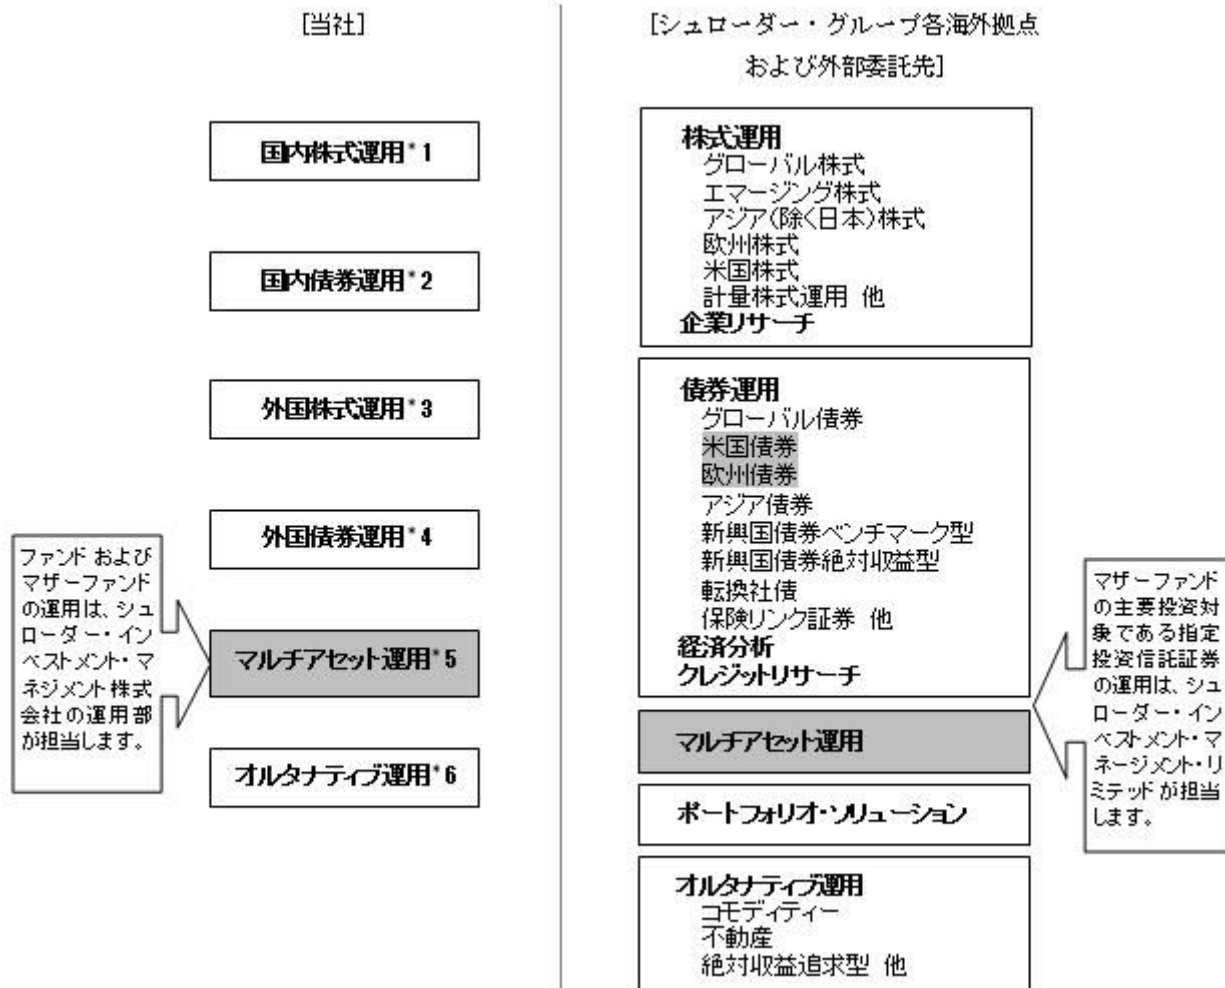 [当社]
[シュローダー・グループ各海外拠点
および外部委託先]
国内株式運用*1
国内債券運用*2
外国株式運用*3
外国債券運用*4
マルチアセット運用*5
オルタナティブ運用*6
ファンド および
マザーファンド
の運用は、シュ
ローダー・イン
ベストメント・マ
ネジメント 株式
会社の運用部
が担当します。
株式運用
グローバル株式
エマージング株式
アジア(除く日本)株式
欧州株式
米国株式
計量株式運用 他
企業リサーチ
債券運用
グローバル債券
米国債券
欧州債券
アジア債券
新興国債券ベンチマーク型
新興国債券絶対収益型
転換社債
保険リンク証券 他
経済分析
クレジットリサーチ
マルチアセット運用
ポートフォリオ・ソリューション
オルタナティブ運用
コモディティー
不動産
絶対収益追求型 他
マザーファンド
の主要投資対
象である指定
投資信託証券
の運用は、シュ
ローダー・イン
ベストメント・マ
ネージメント・リ
ミテッド が担当
します。